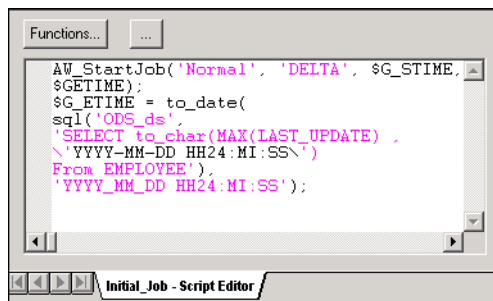 Functions...
...
AW_StartJob('Normal', 'DELTA', $G_STIME,
$GETIME);
$G_ETIME = to_date(
sql('ODS_ds',
'SELECT to_char(MAX(LAST_UPDATE) ,
\'YYYY-MM-DD HH24:MI:SS\')
From EMPLOYEE'),
'YYYY_MM_DD HH24:MI:SS');
Initial_Job - Script Editor